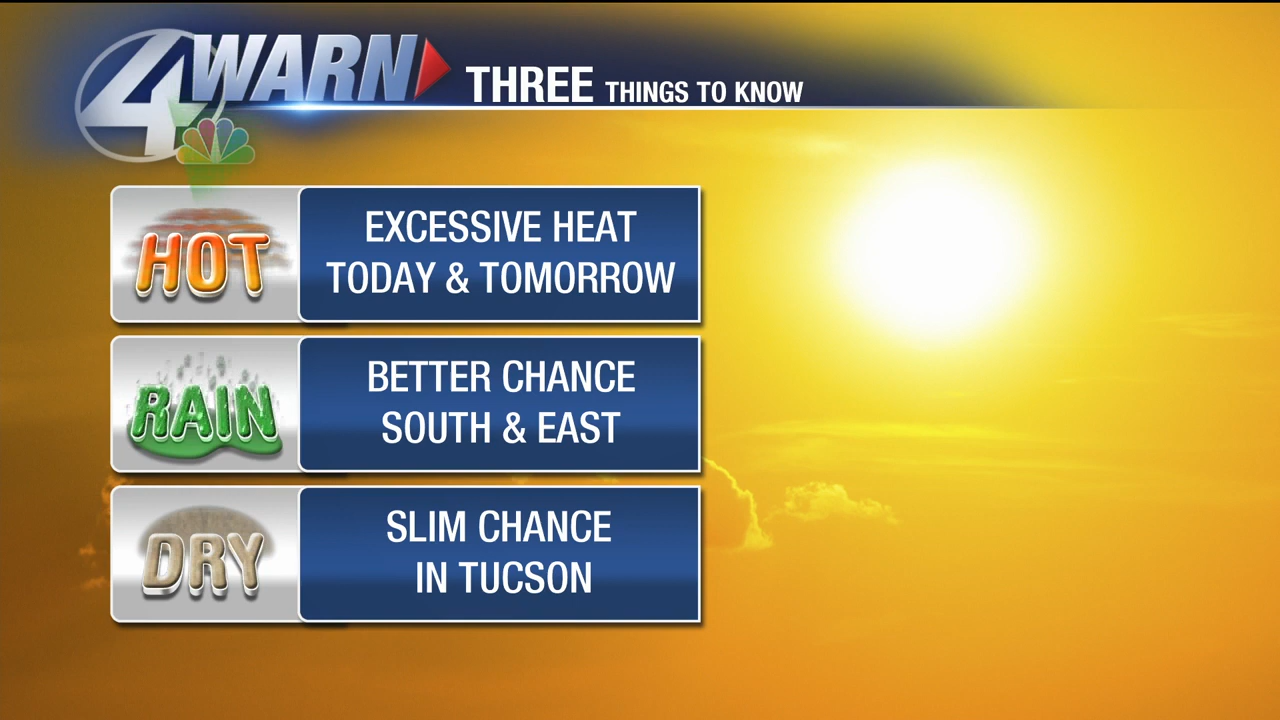 4WARN THREE THINGS TO KNOW
HOT
EXCESSIVE HEAT
TODAY & TOMORROW
RAIN
BETTER CHANCE
SOUTH & EAST
DRY
SLIM CHANCE
IN TUCSON